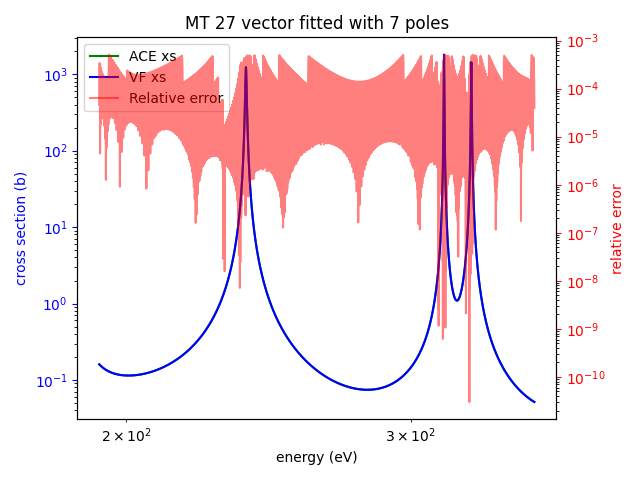 MT 27 vector fitted with 7 poles
ACE xs
VF xs
Relative error
cross section (b)
10³
10²
10¹
10⁰
10⁻¹
10⁻³
10⁻⁴
10⁻⁵
10⁻⁶
10⁻⁷
10⁻⁸
10⁻⁹
10⁻¹⁰
relative error
2 × 10²
3 × 10²
energy (eV)